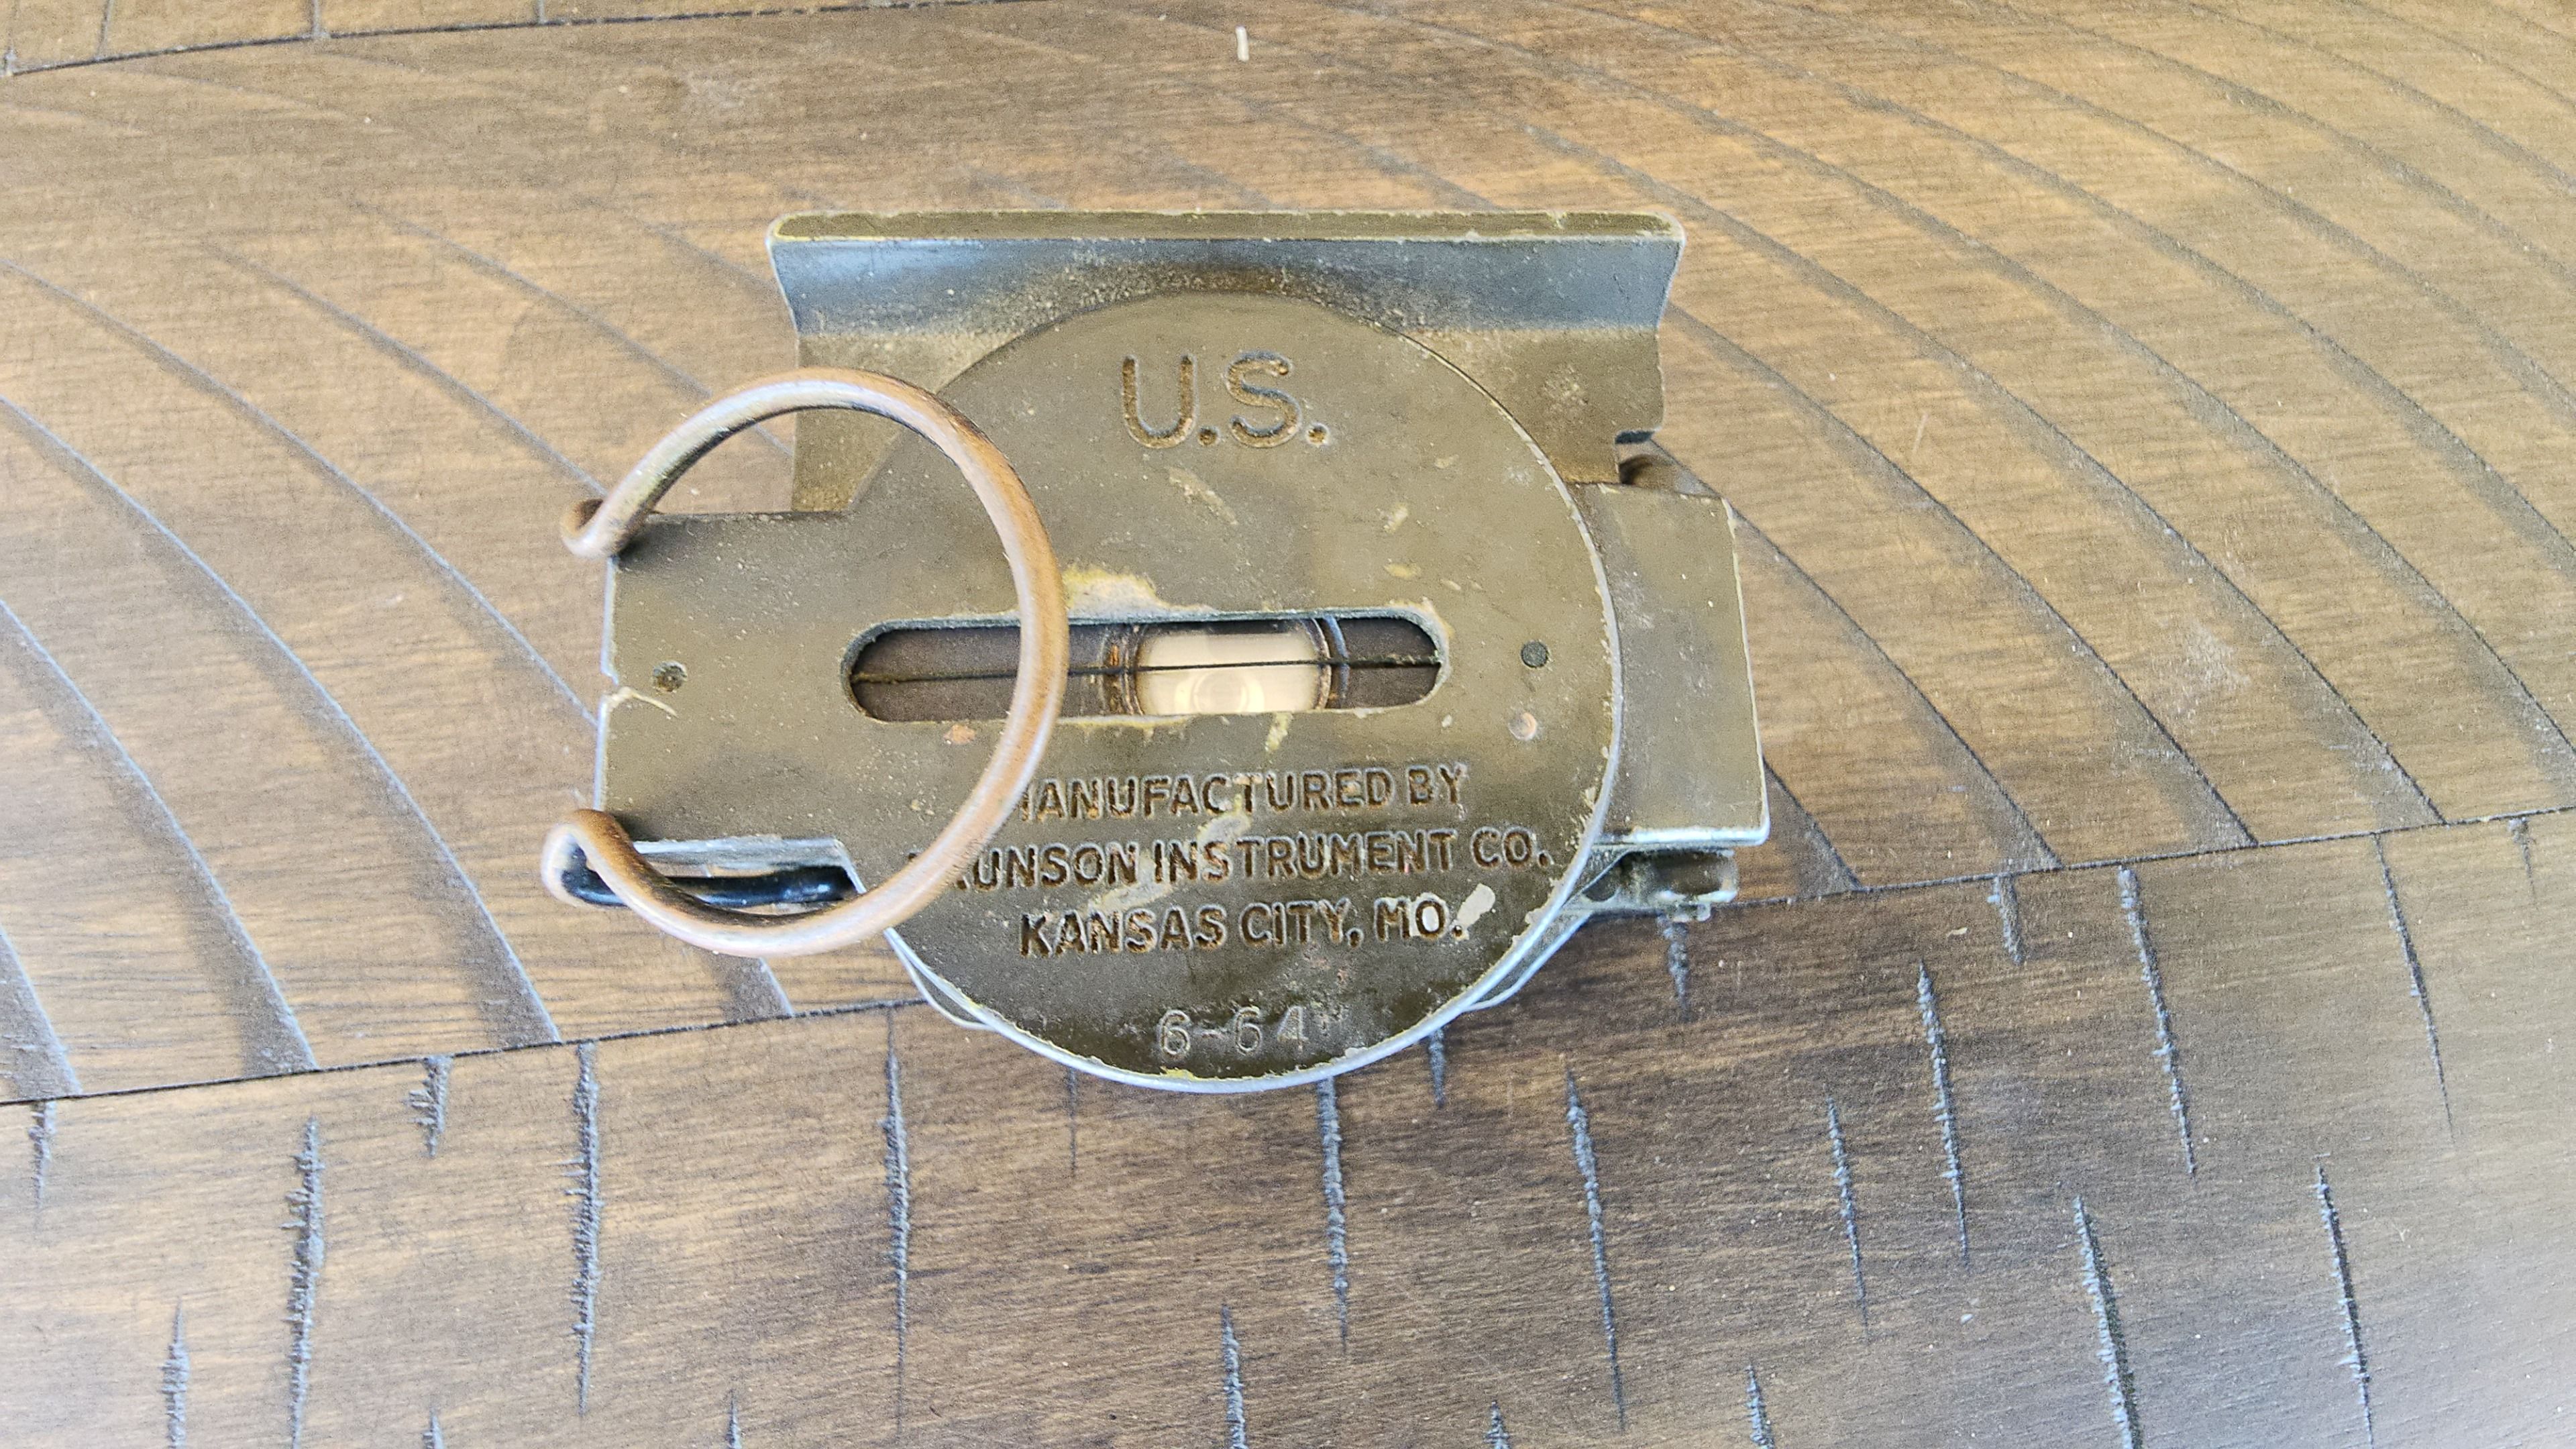 U.S.
MANUFACTURED BY
INSTRUMENT CO.
KANSAS CITY, MO.
6-64